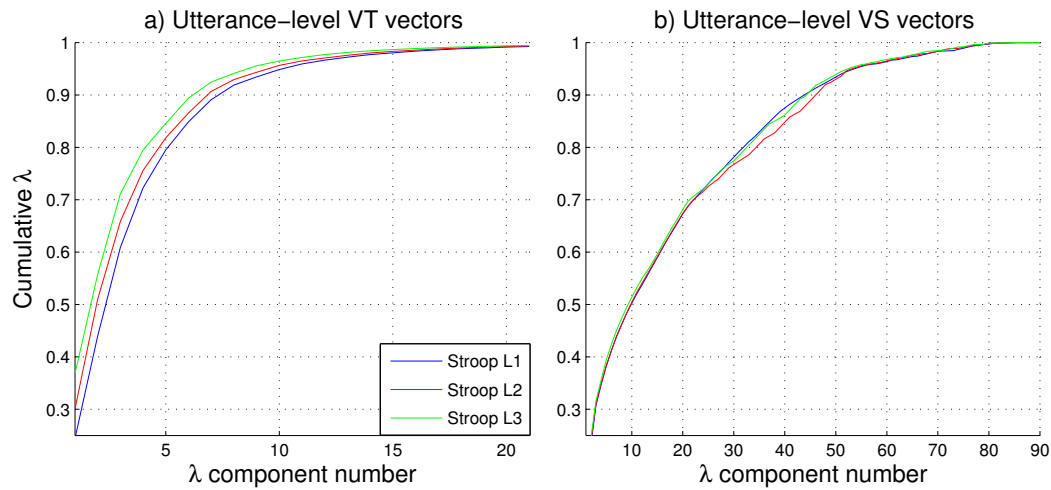 a) Utterance−level VT vectors
b) Utterance−level VS vectors
Cumulative λ
1
0.9
0.8
0.7
0.6
0.5
0.4
0.3
5 10 15 20
λ component number
Stroop L1
Stroop L2
Stroop L3
1
0.9
0.8
0.7
0.6
0.5
0.4
0.3
10 20 30 40 50 60 70 80 90
λ component number